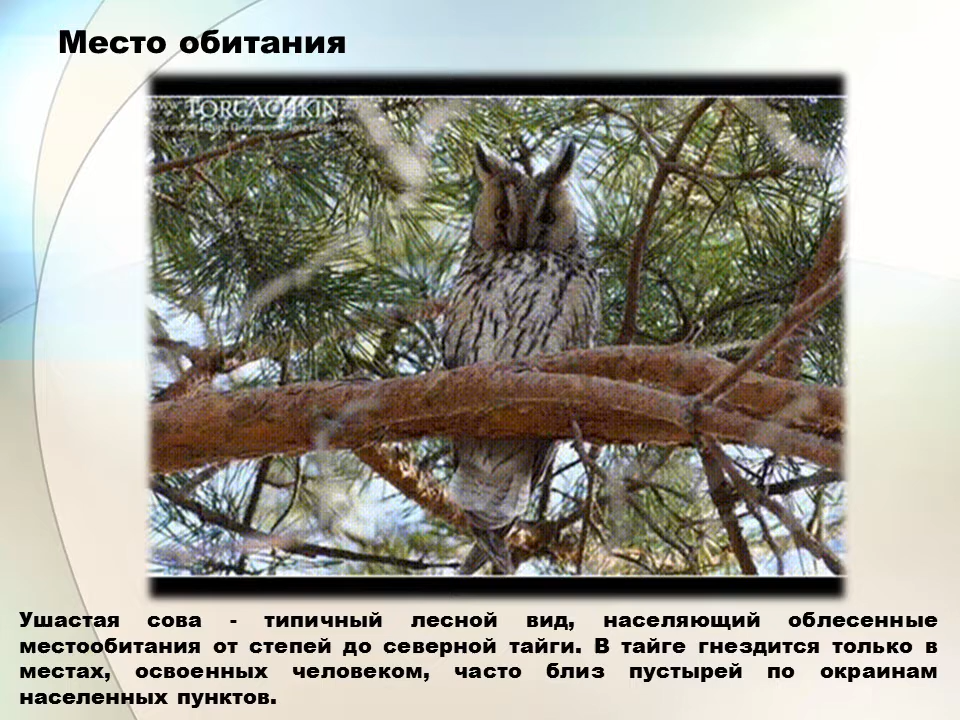 Место обитания
TORGACHKIN
Ушастая сова - типичный лесной вид, населяющий облесенные
местообитания от степей до северной тайги. В тайге гнездится только в
местах, освоенных человеком, часто близ пустырей по окраинам
населенных пунктов.